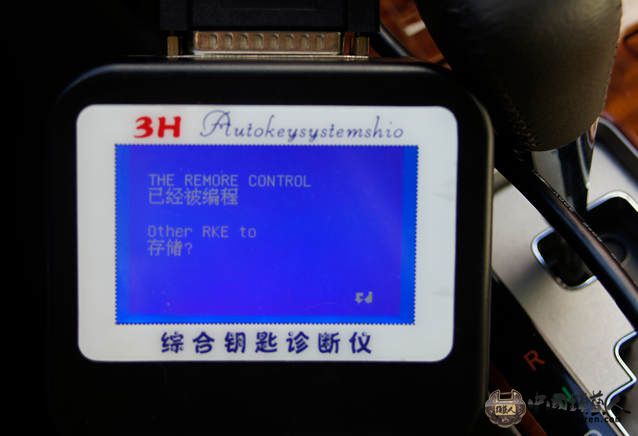 3H Autokeysystemshio
THE REMORE CONTROL
已经被编程
Other RKE to
存储?
综合钥匙诊断仪
R